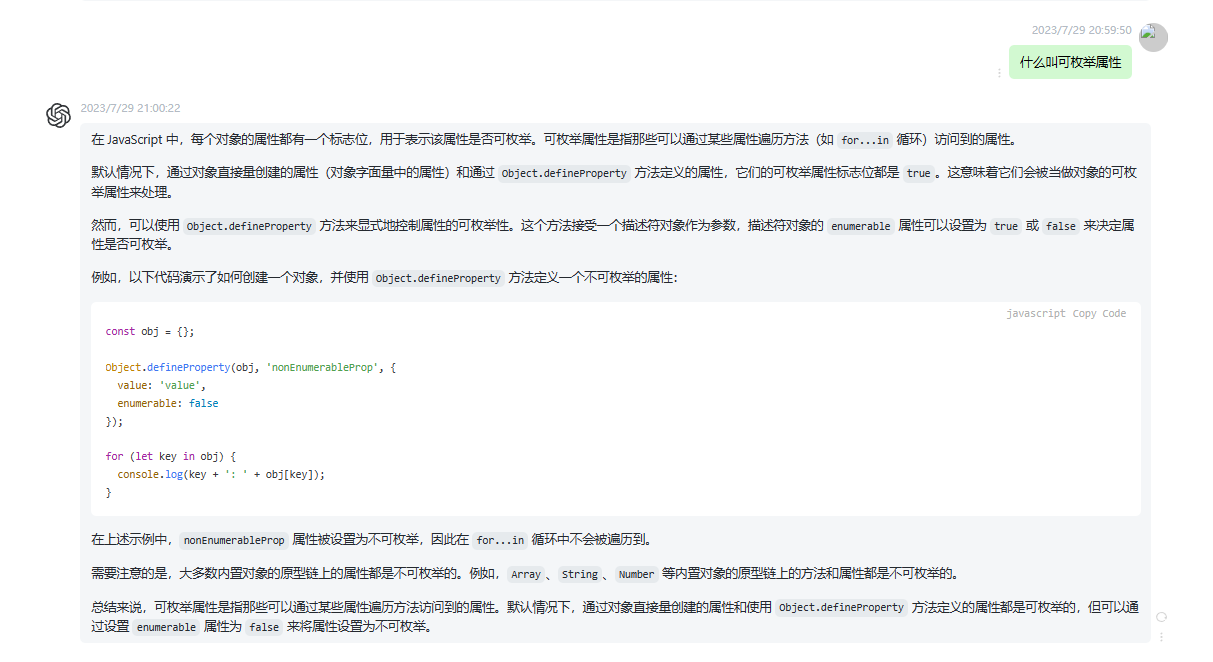 2023/7/29 20:59:50
什么叫可枚举属性
2023/7/29 21:00:22
在 JavaScript 中，每个对象的属性都有一个标志位，用于表示该属性是否可枚举。可枚举属性是指那些可以通过某些属性遍历方法（如 for...in 循环）访问到的属性。
默认情况下，通过对象直接量创建的属性（对象字面量中的属性）和通过 Object.defineProperty 方法定义的属性，它们的可枚举属性标志位都是 true 。这意味着它们会被当做对象的可枚
举属性来处理。
然而，可以使用 Object.defineProperty 方法来显式地控制属性的可枚举性。这个方法接受一个描述符对象作为参数，描述符对象的 enumerable 属性可以设置为 true 或 false 来决定属
性是否可枚举。
例如，以下代码演示了如何创建一个对象，并使用 Object.defineProperty 方法定义一个不可枚举的属性：
javascript Copy Code
const obj = {};
Object.defineProperty(obj, 'nonEnumerableProp', {
  value: 'value',
  enumerable: false
});
for (let key in obj) {
  console.log(key + ': ' + obj[key]);
}
在上述示例中， nonEnumerableProp 属性被设置为不可枚举，因此在 for...in 循环中不会被遍历到。
需要注意的是，大多数内置对象的原型链上的属性都是不可枚举的。例如， Array 、 String 、 Number 等内置对象的原型链上的方法和属性都是不可枚举的。
总结来说，可枚举属性是指那些可以通过某些属性遍历方法访问到的属性。默认情况下，通过对象直接量创建的属性和使用 Object.defineProperty 方法定义的属性都是可枚举的，但可以通
过设置 enumerable 属性为 false 来将属性设置为不可枚举。